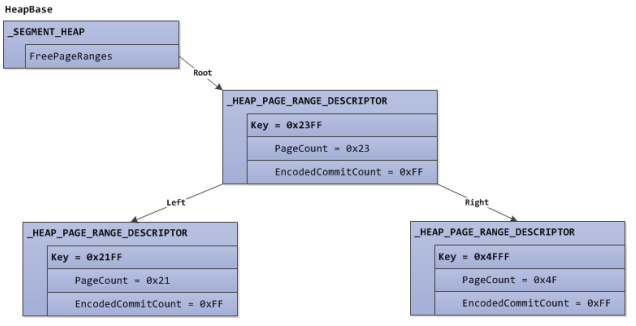 HeapBase
_SEGMENT_HEAP
FreePageRanges
Root
_HEAP_PAGE_RANGE_DESCRIPTOR
Key = 0x23FF
PageCount = 0x23
EncodedCommitCount = 0xFF
Left
Right
_HEAP_PAGE_RANGE_DESCRIPTOR
Key = 0x21FF
PageCount = 0x21
EncodedCommitCount = 0xFF
_HEAP_PAGE_RANGE_DESCRIPTOR
Key = 0x4FFF
PageCount = 0x4F
EncodedCommitCount = 0xFF